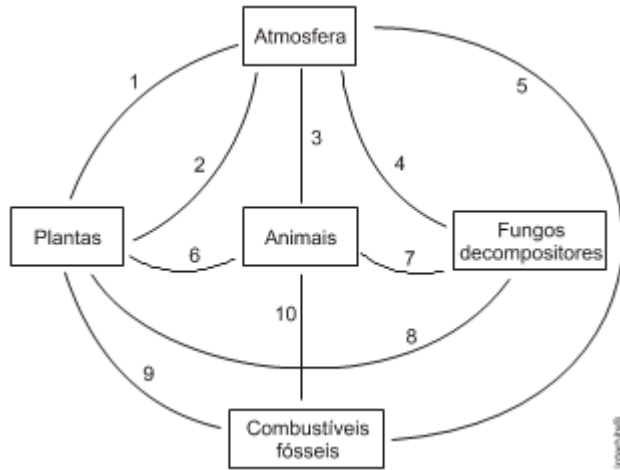 Atmosfera
1
5
2
3
4
Plantas
Animais
Fungos
decompositores
6
7
10
8
9
Combustíveis
fósseis